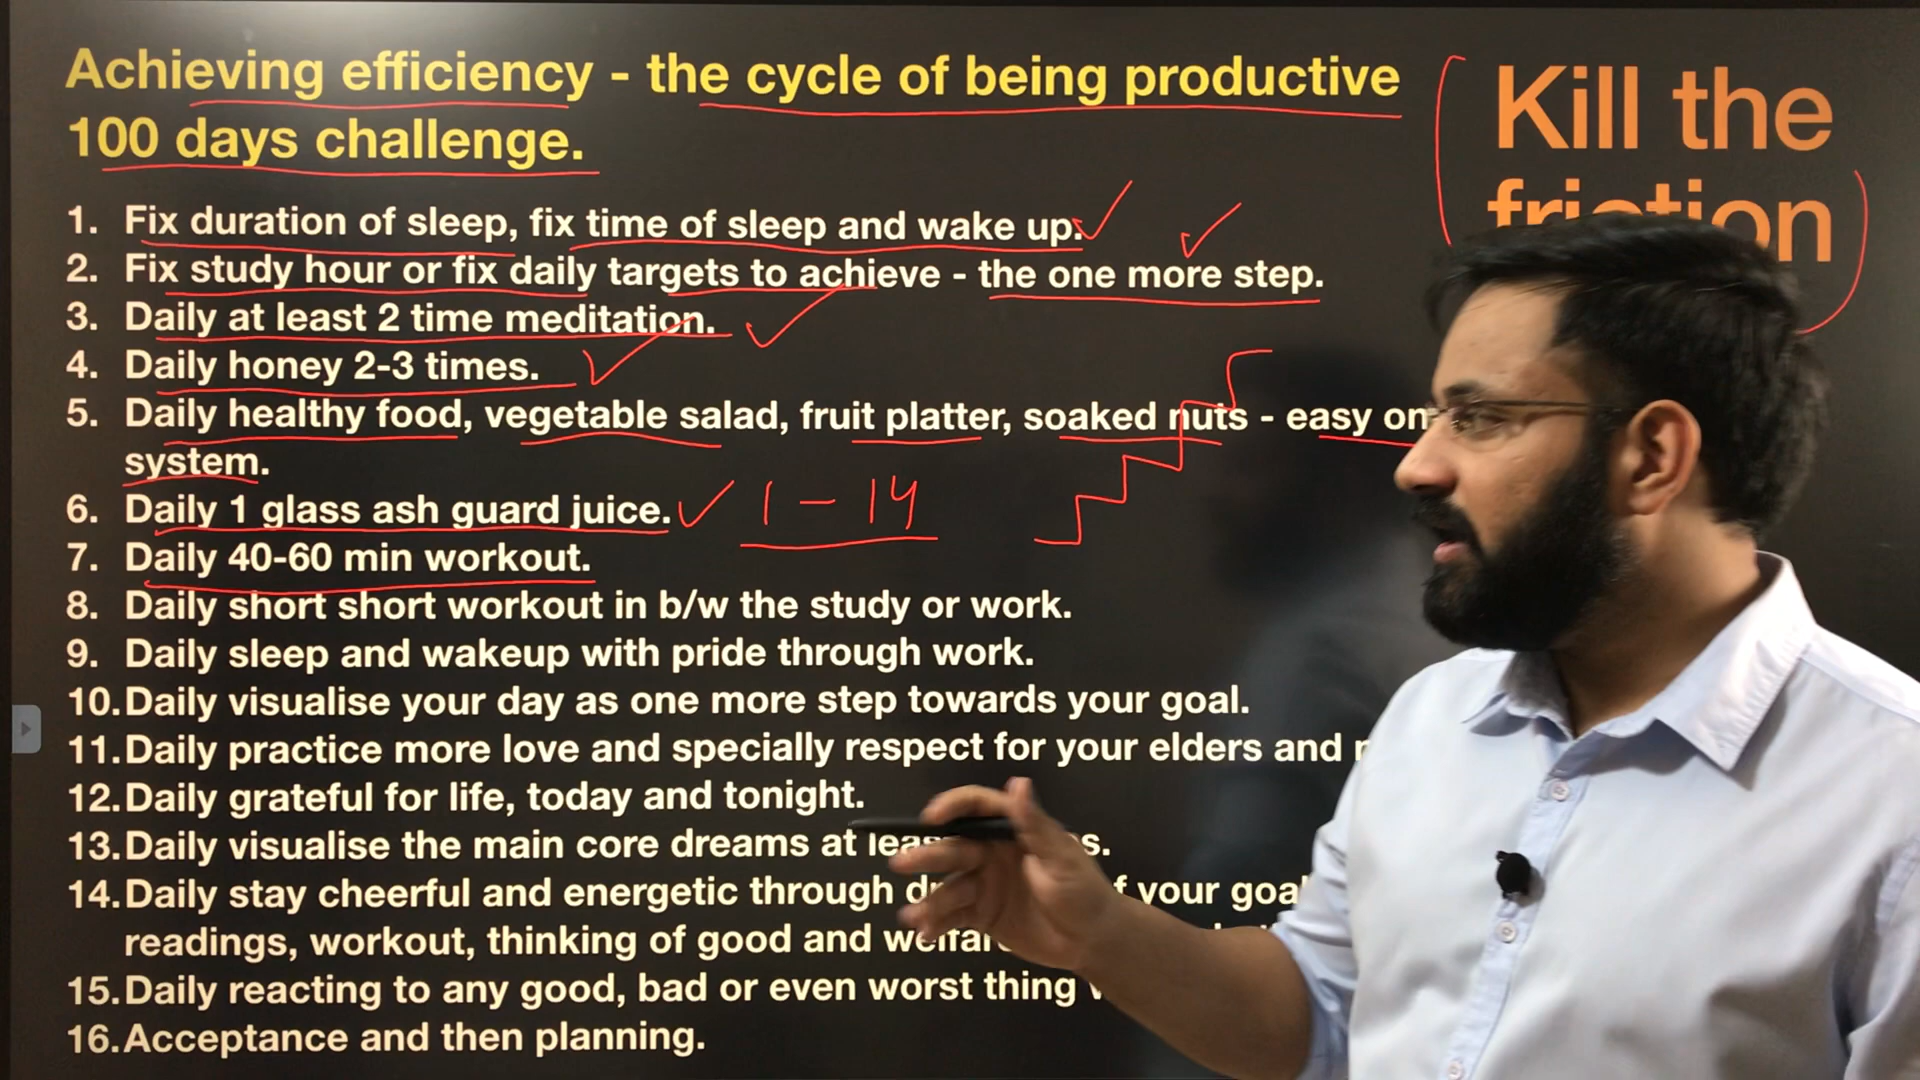 Achieving efficiency - the cycle of being productive
100 days challenge.
Kill the
friction
1. Fix duration of sleep, fix time of sleep and wake up.
2. Fix study hour or fix daily targets to achieve - the one more step.
3. Daily at least 2 time meditation.
4. Daily honey 2-3 times.
5. Daily healthy food, vegetable salad, fruit platter, soaked nuts - easy on
system.
6. Daily 1 glass ash guard juice. 1 - 14
7. Daily 40-60 min workout.
8. Daily short short workout in b/w the study or work.
9. Daily sleep and wakeup with pride through work.
10. Daily visualise your day as one more step towards your goal.
11. Daily practice more love and specially respect for your elders and
12. Daily grateful for life, today and tonight.
13. Daily visualise the main core dreams at least
14. Daily stay cheerful and energetic through of your goal
readings, workout, thinking of good and welfare
15. Daily reacting to any good, bad or even worst thing
16. Acceptance and then planning.